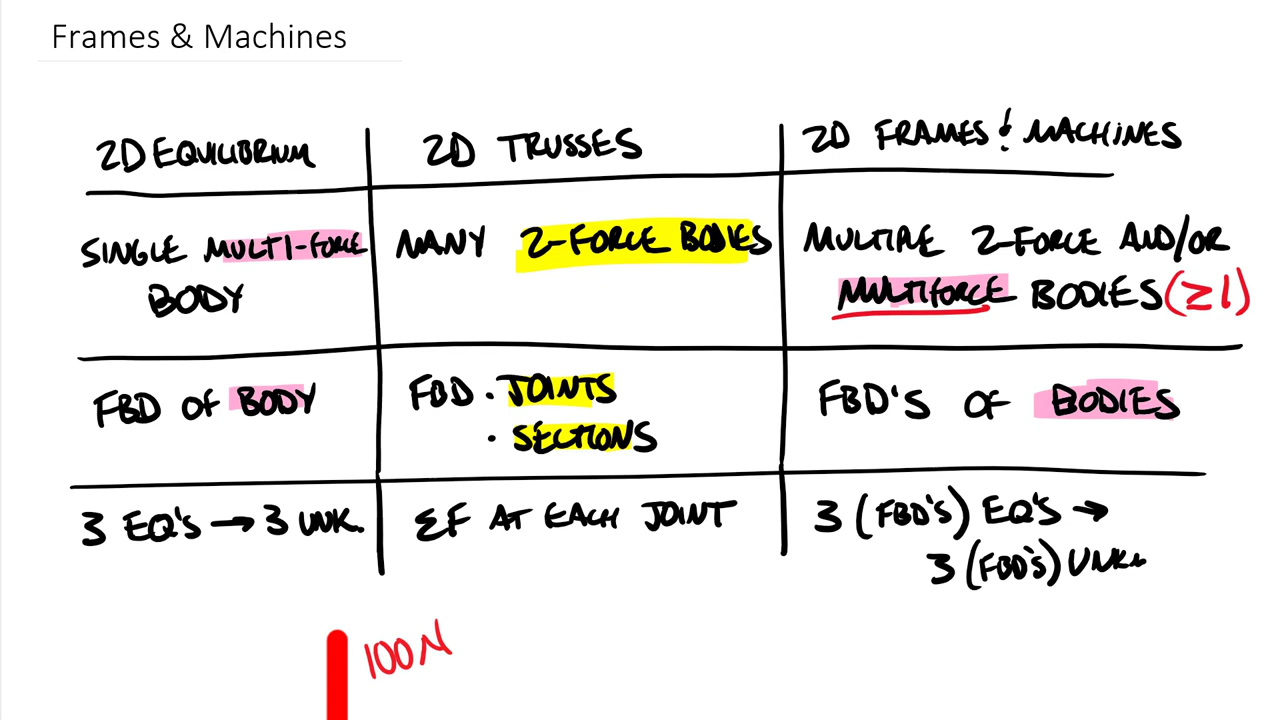 Frames & Machines
2D EQUILIBRIUM
2D TRUSSES
2D FRAMES & MACHINES
SINGLE MULTI-FORCE
BODY
MANY 2-FORCE BODIES
MULTIPLE 2-FORCE AND/OR
MULTIFORCE BODIES (≥1)
FBD OF BODY
FBD • JOINTS
• SECTIONS
FBD'S OF BODIES
3 EQ'S → 3 UNK.
ΣF AT EACH JOINT
3 (FBD'S) EQ'S →
3 (FBD'S) UNK.
100N